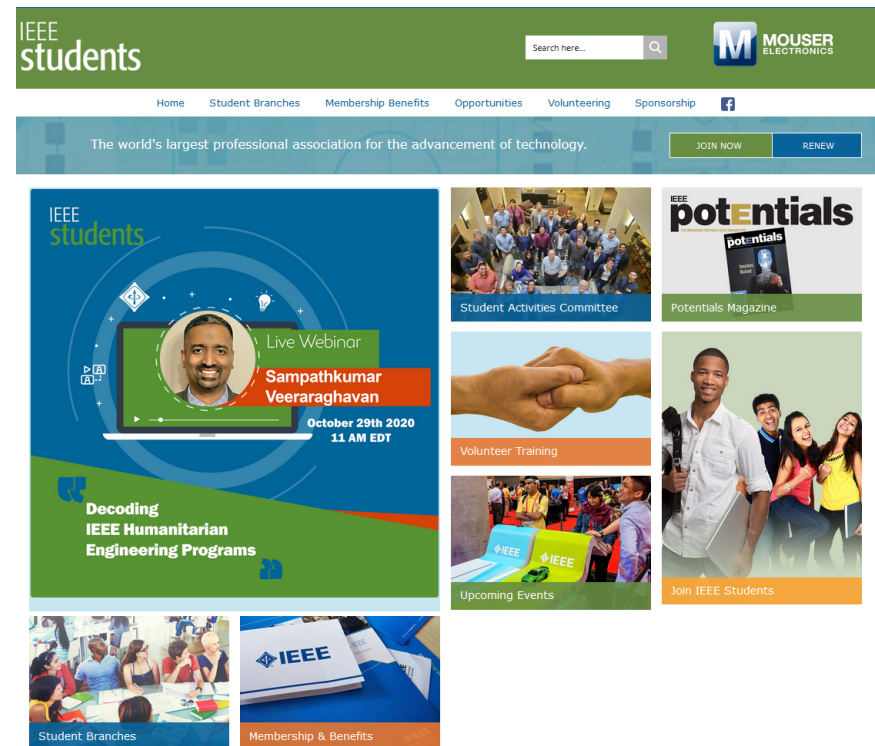 IEEE
students
Search here...
M MOUSER
ELECTRONICS
Home Student Branches Membership Benefits Opportunities Volunteering Sponsorship f
The world's largest professional association for the advancement of technology.
JOIN NOW RENEW
IEEE
students
Live Webinar
Sampathkumar
Veeraraghavan
October 29th 2020
11 AM EDT
Decoding
IEEE Humanitarian
Engineering Programs
Student Activities Committee
IEEE
potentials
potentials
Potentials Magazine
Volunteer Training
IEEE
IEEE
Upcoming Events
Join IEEE Students
Student Branches
IEEE
Membership & Benefits